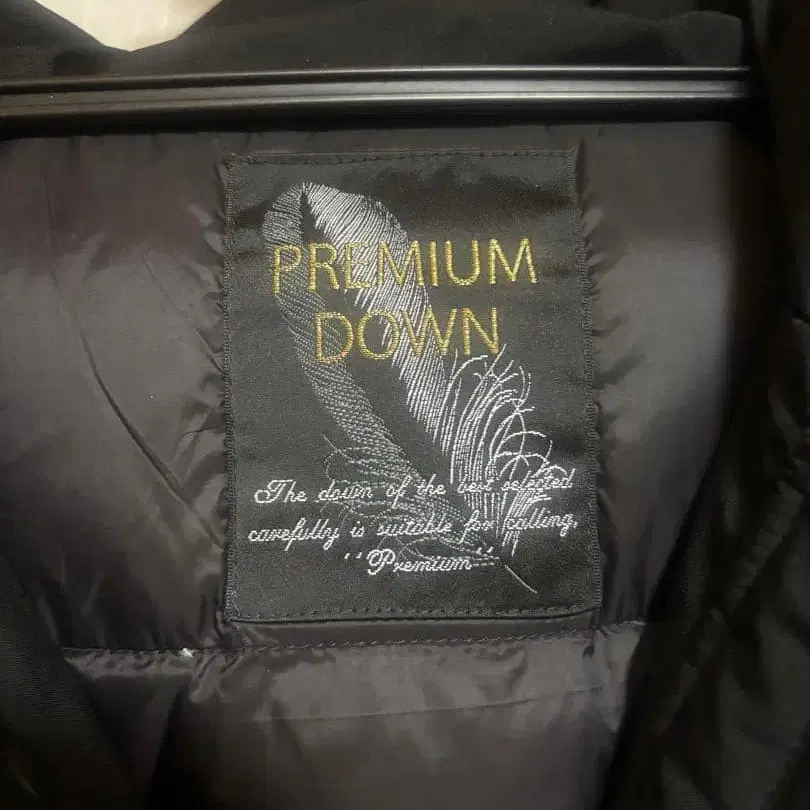 PREMIUM
DOWN
The down of the best selected
carefully is suitable for calling,
"Premium"